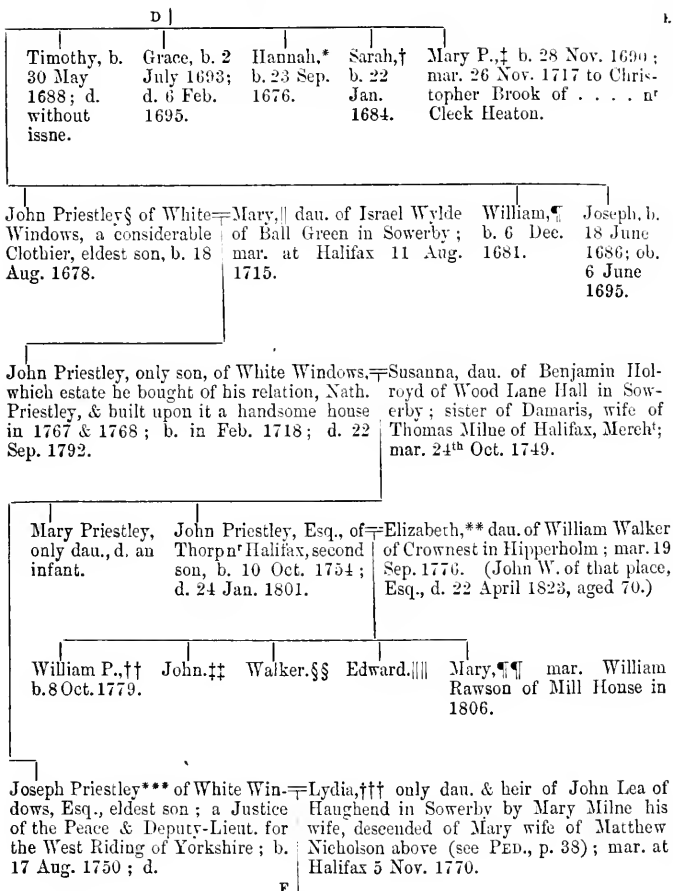 D
Timothy, b.
30 May
1688; d.
without
issne.
Grace, b. 2
July 1693;
d. 6 Feb.
1695.
Hannah,*
b. 23 Sep.
1676.
Sarah,†
b. 22
Jan.
1684.
Mary P.,‡ b. 28 Nov. 1690;
mar. 26 Nov. 1717 to Chris-
topher Brook of . . . . nr
Cleck Heaton.
John Priestley§ of White
Windows, a considerable
Clothier, eldest son, b. 18
Aug. 1678.
Mary,|| dau. of Israel Wylde
of Ball Green in Sowerby;
mar. at Halifax 11 Aug.
1715.
William,¶
b. 6 Dec.
1681.
Joseph, b.
18 June
1686; ob.
6 June
1695.
John Priestley, only son, of White Windows,
which estate he bought of his relation, Nath.
Priestley, & built upon it a handsome house
in 1767 & 1768; b. in Feb. 1718; d. 22
Sep. 1792.
Susanna, dau. of Benjamin Hol-
royd of Wood Lane Hall in Sow-
erby; sister of Damaris, wife of
Thomas Milne of Halifax, Mercht;
mar. 24th Oct. 1749.
Mary Priestley,
only dau., d. an
infant.
John Priestley, Esq., of
Thorp nr Halifax, second
son, b. 10 Oct. 1754;
d. 24 Jan. 1801.
Elizabeth,** dau. of William Walker
of Crownest in Hipperholm; mar. 19
Sep. 1776. (John W. of that place,
Esq., d. 22 April 1823, aged 70.)
William P.,††
b. 8 Oct. 1779.
John.‡‡
Walker.§§
Edward.||||
Mary,¶¶ mar. William
Rawson of Mill House in
1806.
Joseph Priestley*** of White Win-
dows, Esq., eldest son; a Justice
of the Peace & Deputy-Lieut. for
the West Riding of Yorkshire; b.
17 Aug. 1750; d.
Lydia,††† only dau. & heir of John Lea of
Haughend in Sowerby by Mary Milne his
wife, descended of Mary wife of Matthew
Nicholson above (see PED., p. 38); mar. at
Halifax 5 Nov. 1770.